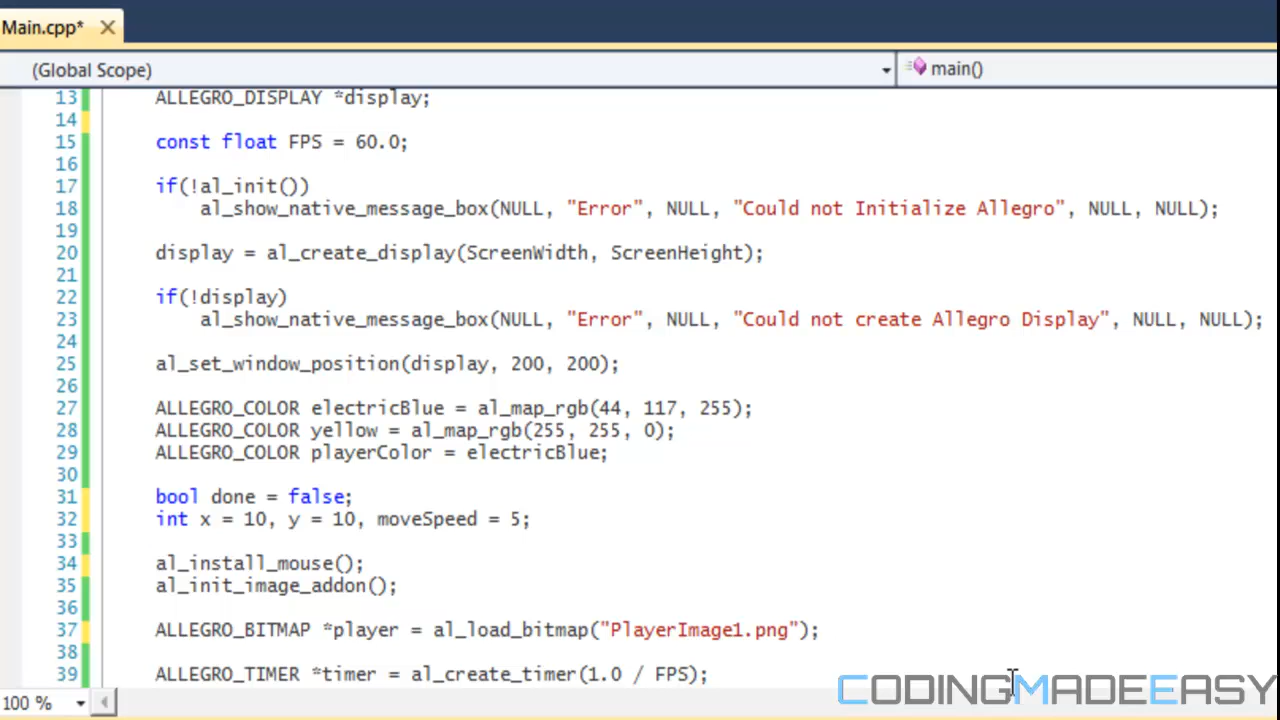 Main.cpp*
(Global Scope) main()
13 ALLEGRO_DISPLAY *display;
14
15 const float FPS = 60.0;
16
17 if(!al_init())
18 al_show_native_message_box(NULL, "Error", NULL, "Could not Initialize Allegro", NULL, NULL);
19
20 display = al_create_display(ScreenWidth, ScreenHeight);
21
22 if(!display)
23 al_show_native_message_box(NULL, "Error", NULL, "Could not create Allegro Display", NULL, NULL);
24
25 al_set_window_position(display, 200, 200);
26
27 ALLEGRO_COLOR electricBlue = al_map_rgb(44, 117, 255);
28 ALLEGRO_COLOR yellow = al_map_rgb(255, 255, 0);
29 ALLEGRO_COLOR playerColor = electricBlue;
30
31 bool done = false;
32 int x = 10, y = 10, moveSpeed = 5;
33
34 al_install_mouse();
35 al_init_image_addon();
36
37 ALLEGRO_BITMAP *player = al_load_bitmap("PlayerImage1.png");
38
39 ALLEGRO_TIMER *timer = al_create_timer(1.0 / FPS);
100 %
CODINGMADEEASY